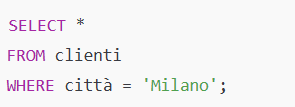 SELECT *
FROM clienti
WHERE città = 'Milano';